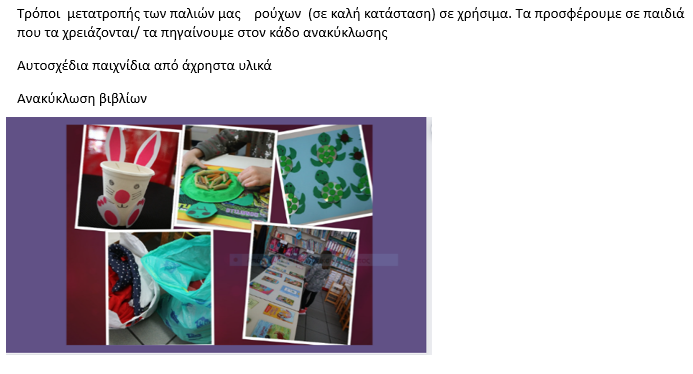 Τρόποι μετατροπής των παλιών μας ρούχων (σε καλή κατάσταση) σε χρήσιμα. Τα προσφέρουμε σε παιδιά
που τα χρειάζονται/ τα πηγαίνουμε στον κάδο ανακύκλωσης
Αυτοσχέδια παιχνίδια από άχρηστα υλικά
Ανακύκλωση βιβλίων